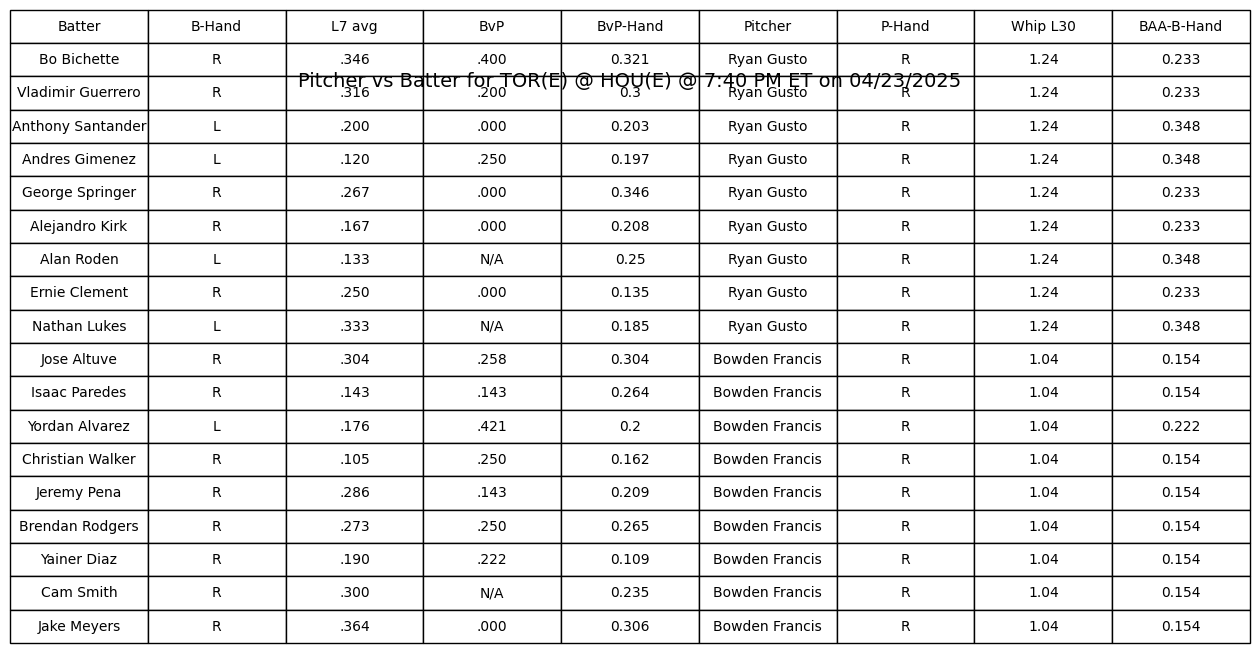 Batter B-Hand L7 avg BvP BvP-Hand Pitcher P-Hand Whip L30 BAA-B-Hand
Bo Bichette R .346 .400 0.321 Ryan Gusto R 1.24 0.233
Pitcher vs Batter for TOR(E) @ HOU(E) @ 7:40 PM ET on 04/23/2025
Vladimir Guerrero R .316 .200 0.3 Ryan Gusto R 1.24 0.233
Anthony Santander L .200 .000 0.203 Ryan Gusto R 1.24 0.348
Andres Gimenez L .120 .250 0.197 Ryan Gusto R 1.24 0.348
George Springer R .267 .000 0.346 Ryan Gusto R 1.24 0.233
Alejandro Kirk R .167 .000 0.208 Ryan Gusto R 1.24 0.233
Alan Roden L .133 N/A 0.25 Ryan Gusto R 1.24 0.348
Ernie Clement R .250 .000 0.135 Ryan Gusto R 1.24 0.233
Nathan Lukes L .333 N/A 0.185 Ryan Gusto R 1.24 0.348
Jose Altuve R .304 .258 0.304 Bowden Francis R 1.04 0.154
Isaac Paredes R .143 .143 0.264 Bowden Francis R 1.04 0.154
Yordan Alvarez L .176 .421 0.2 Bowden Francis R 1.04 0.222
Christian Walker R .105 .250 0.162 Bowden Francis R 1.04 0.154
Jeremy Pena R .286 .143 0.209 Bowden Francis R 1.04 0.154
Brendan Rodgers R .273 .250 0.265 Bowden Francis R 1.04 0.154
Yainer Diaz R .190 .222 0.109 Bowden Francis R 1.04 0.154
Cam Smith R .300 N/A 0.235 Bowden Francis R 1.04 0.154
Jake Meyers R .364 .000 0.306 Bowden Francis R 1.04 0.154